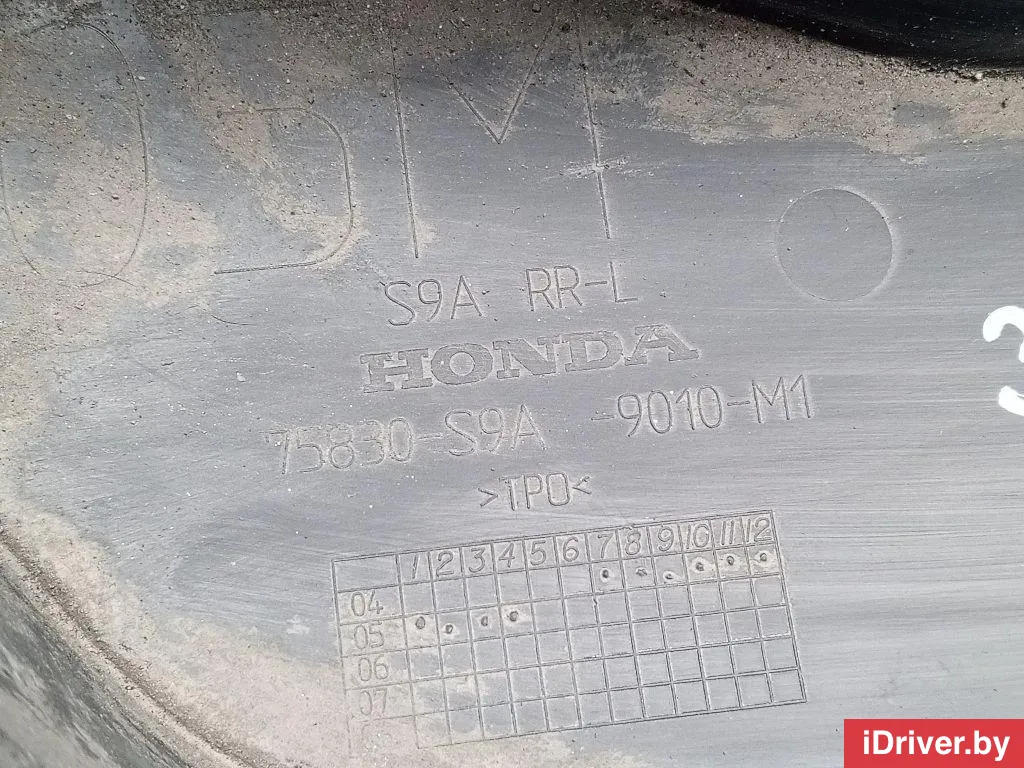 S9A RR-L
HONDA
75830-S9A -9010-M1
>TPO<
1 2 3 4 5 6 7 8 9 10 11 12
04
05
06
07
3
iDriver.by